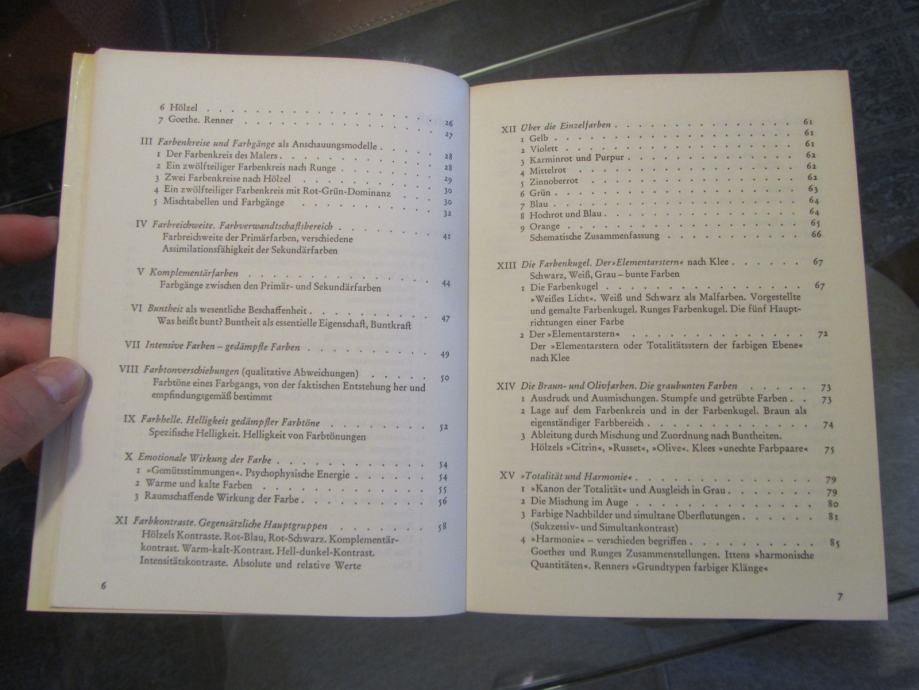 6 Hölzel . . . . . . . . . . . . . 26
7 Goethe. Renner . . . . . . . . . . . . 27
III Farbenkreise und Farbgänge als Anschauungsmodelle . . . . . 28
1 Der Farbenkreis des Malers . . . . . . . . . . 28
2 Ein zwölfteiliger Farbenkreis nach Runge . . . . . . . 29
3 Zwei Farbenkreise nach Hölzel . . . . . . . . . 30
4 Ein zwölfteiliger Farbenkreis mit Rot-Grün-Dominanz . . . . 30
5 Mischtabellen und Farbgänge . . . . . . . . . 32
IV Farbreichweite. Farbverwandtschaftsbereich . . . . . . . 41
Farbreichweite der Primärfarben, verschiedene
Assimilationsfähigkeit der Sekundärfarben
V Komplementärfarben . . . . . . . . . . . 44
Farbgänge zwischen den Primär- und Sekundärfarben
VI Buntheit als wesentliche Beschaffenheit . . . . . . . . 47
Was heißt bunt? Buntheit als essentielle Eigenschaft, Buntkraft
VII Intensive Farben – gedämpfte Farben . . . . . . . . 49
VIII Farbtonverschiebungen (qualitative Abweichungen) . . . . . 50
Farbtöne eines Farbgangs, von der faktischen Entstehung her und
empfindungsgemäß bestimmt
IX Farbhelle. Helligkeit gedämpfter Farbtöne . . . . . . . 52
Spezifische Helligkeit. Helligkeit von Farbtönungen
X Emotionale Wirkung der Farbe . . . . . . . . . 54
1 »Gemütsstimmungen«. Psychophysische Energie . . . . . 54
2 Warme und kalte Farben . . . . . . . . . . 55
3 Raumschaffende Wirkung der Farbe . . . . . . . . 56
XI Farbkontraste. Gegensätzliche Hauptgruppen . . . . . . 58
Hölzels Kontraste. Rot-Blau, Rot-Schwarz. Komplementär-
kontrast. Warm-kalt-Kontrast. Hell-dunkel-Kontrast.
Intensitätskontraste. Absolute und relative Werte
6
XII Über die Einzelfarben . . . . . . . . . . . 61
1 Gelb . . . . . . . . . . . . . . 61
2 Violett . . . . . . . . . . . . . 61
3 Karminrot und Purpur . . . . . . . . . . 62
4 Mittelrot . . . . . . . . . . . . . 62
5 Zinnoberrot . . . . . . . . . . . . 62
6 Grün . . . . . . . . . . . . . . 63
7 Blau . . . . . . . . . . . . . . 64
8 Hochrot und Blau . . . . . . . . . . . 64
9 Orange . . . . . . . . . . . . . 65
Schematische Zusammenfassung . . . . . . . . 66
XIII Die Farbenkugel. Der »Elementarstern« nach Klee . . . . . 67
Schwarz, Weiß, Grau – bunte Farben
1 Die Farbenkugel . . . . . . . . . . . 67
»Weißes Licht«. Weiß und Schwarz als Malfarben. Vorgestellte
und gemalte Farbenkugel. Runges Farbenkugel. Die fünf Haupt-
richtungen einer Farbe
2 Der »Elementarstern« . . . . . . . . . . 72
Der »Elementarstern oder Totalitätsstern der farbigen Ebene«
nach Klee
XIV Die Braun- und Olivfarben. Die graubunten Farben . . . . . 73
1 Ausdruck und Ausmischungen. Stumpfe und getrübte Farben . . 73
2 Lage auf dem Farbenkreis und in der Farbenkugel. Braun als
eigenständiger Farbbereich . . . . . . . . . 74
3 Ableitung durch Mischung und Zuordnung nach Buntheiten.
Hölzels »Citrin«, »Russet«, »Olive«. Klees »unechte Farbpaare« 75
XV »Totalität und Harmonie« . . . . . . . . . . 79
1 »Kanon der Totalität« und Ausgleich in Grau . . . . . . 79
2 Die Mischung im Auge . . . . . . . . . . 80
3 Farbige Nachbilder und simultane Überflutungen . . . . . 81
(Sukzessiv- und Simultankontrast)
4 »Harmonie« – verschieden begriffen . . . . . . . . 85
Goethes und Runges Zusammenstellungen. Ittens »harmonische
Quantitäten«. Renners »Grundtypen farbiger Klänge«
7